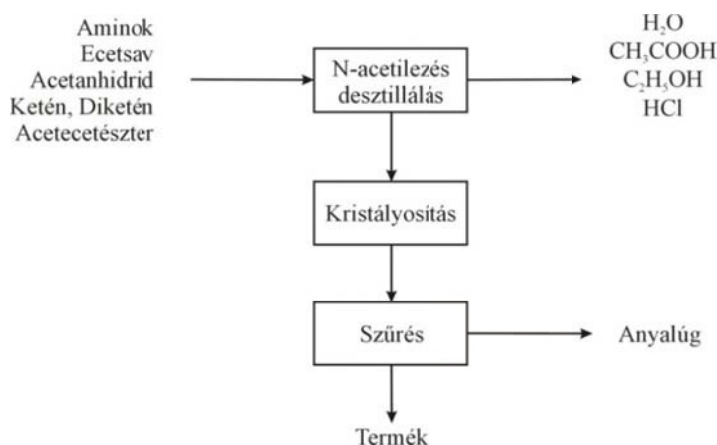 Aminok
Ecetsav
Acetanhidrid
Ketén, Diketén
Acetecetészter
N-acetilezés
desztillálás
H₂O
CH₃COOH
C₂H₅OH
HCl
Kristályosítás
Szűrés
Anyalúg
Termék